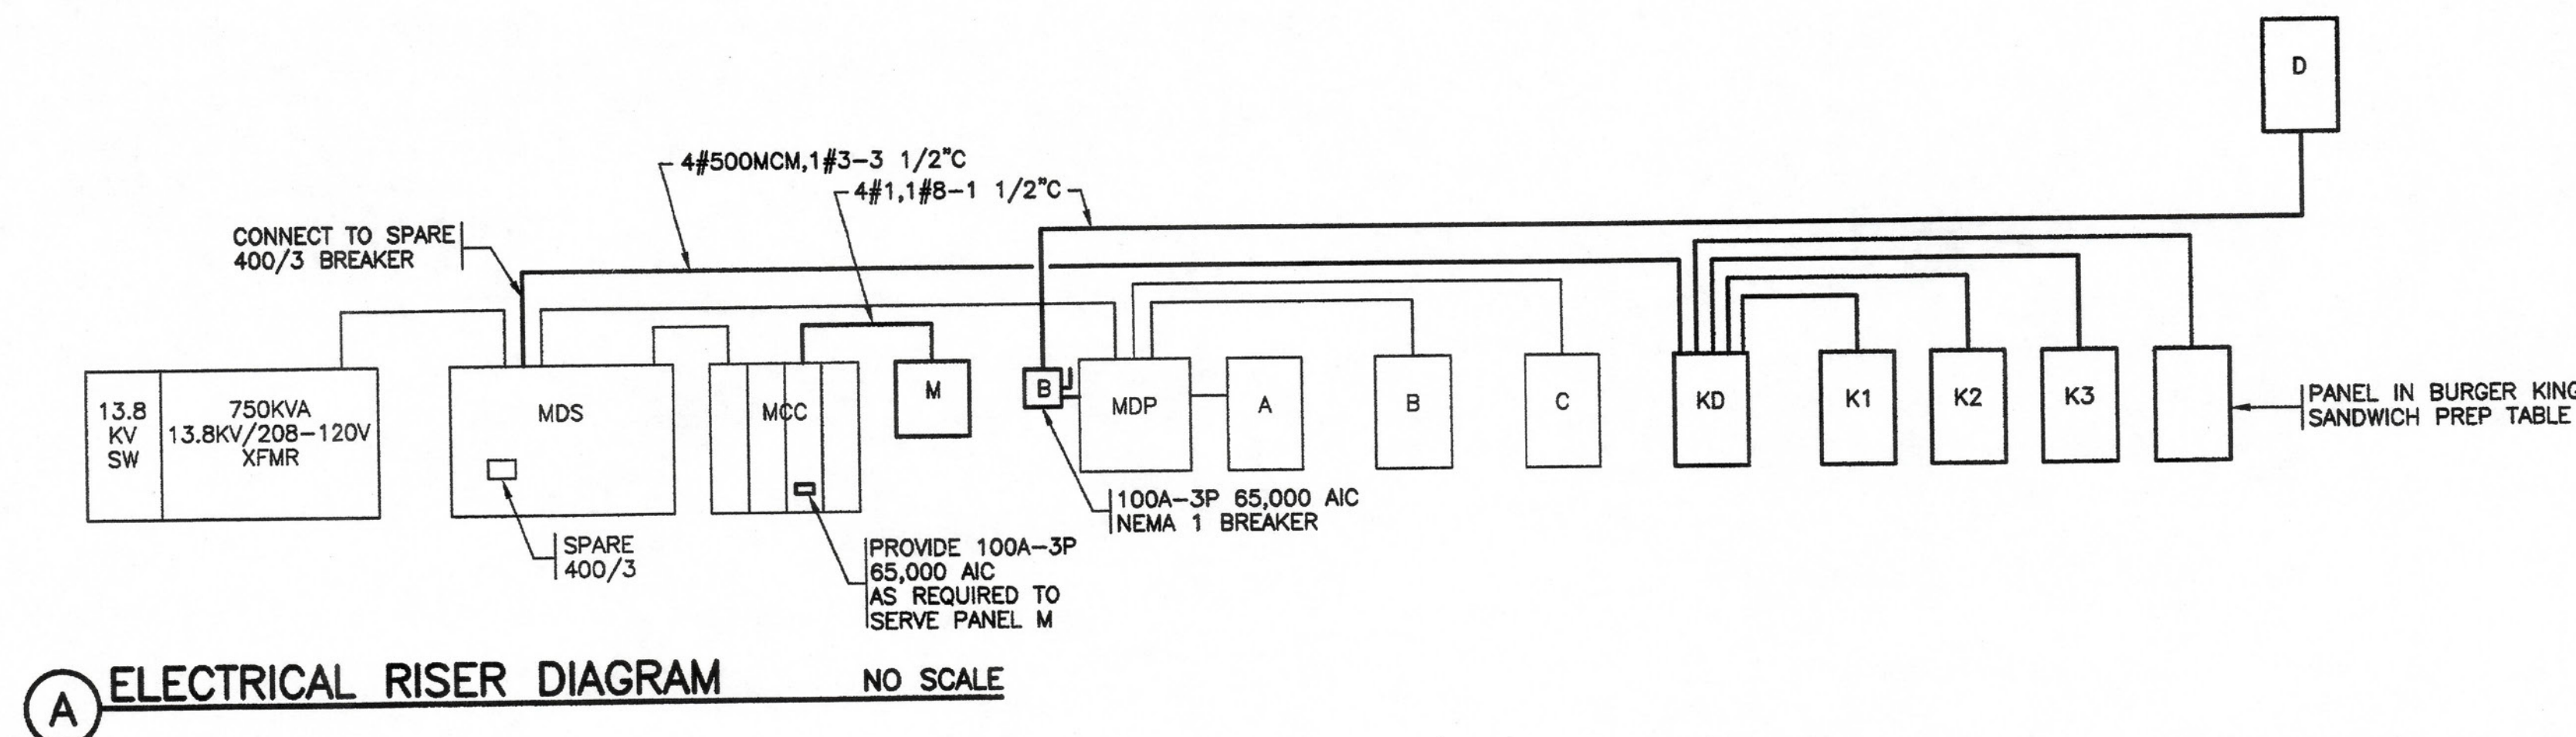 D
4#500MCM,1#3-3 1/2"C
4#1,1#8-1 1/2"C
CONNECT TO SPARE
400/3 BREAKER
13.8
KV
SW
750KVA
13.8KV/208-120V
XFMR
MDS
MCC
M
B
MDP
A
B
C
KD
K1
K2
K3
PANEL IN BURGER KING
SANDWICH PREP TABLE
SPARE
400/3
PROVIDE 100A-3P
65,000 AIC
AS REQUIRED TO
SERVE PANEL M
100A-3P 65,000 AIC
NEMA 1 BREAKER
A
ELECTRICAL RISER DIAGRAM
NO SCALE